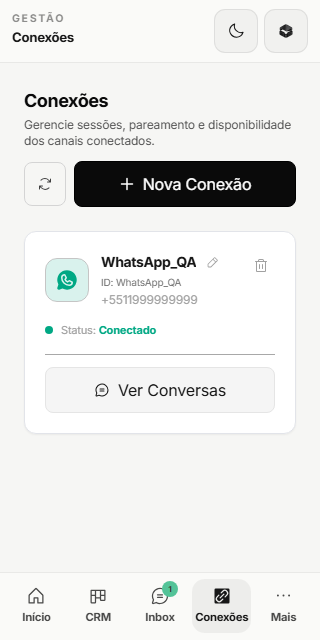 GESTÃO
Conexões
Conexões
Gerencie sessões, pareamento e disponibilidade
dos canais conectados.
Nova Conexão
WhatsApp_QA
ID: WhatsApp_QA
+5511999999999
Status: Conectado
Ver Conversas
1
Início
CRM
Inbox
Conexões
Mais